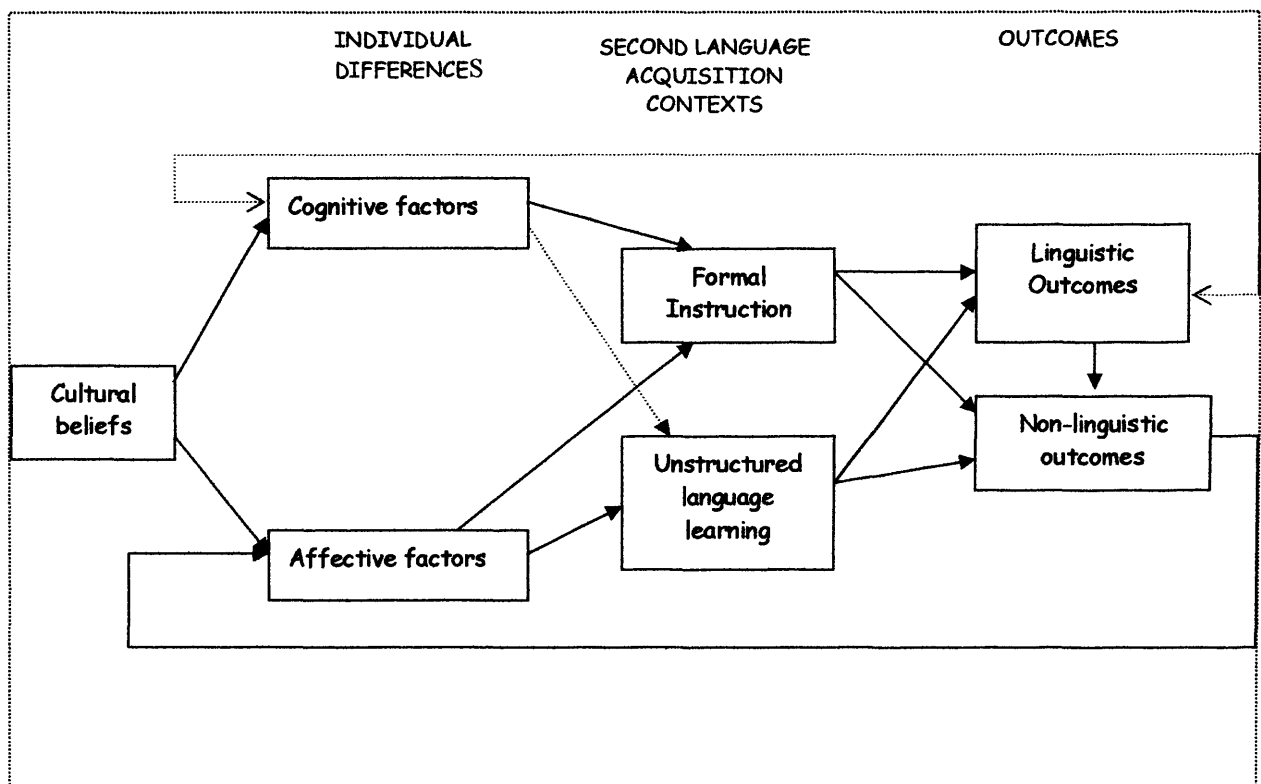 INDIVIDUAL
DIFFERENCES
SECOND LANGUAGE
ACQUISITION
CONTEXTS
OUTCOMES
Cognitive factors
Formal
Instruction
Linguistic
Outcomes
Cultural
beliefs
Non-linguistic
outcomes
Unstructured
language
learning
Affective factors